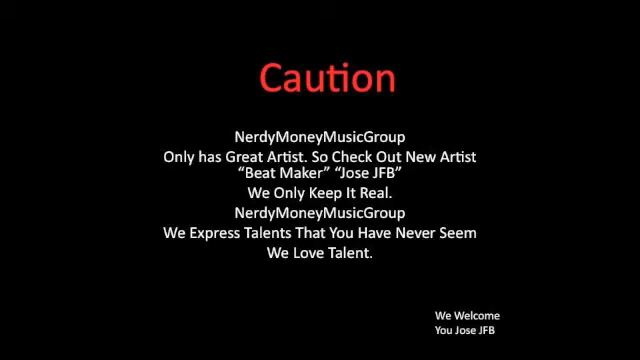 Caution
NerdyMoneyMusicGroup
Only has Great Artist. So Check Out New Artist
“Beat Maker” “Jose JFB”
We Only Keep It Real.
NerdyMoneyMusicGroup
We Express Talents That You Have Never Seem
We Love Talent.
We Welcome
You Jose JFB